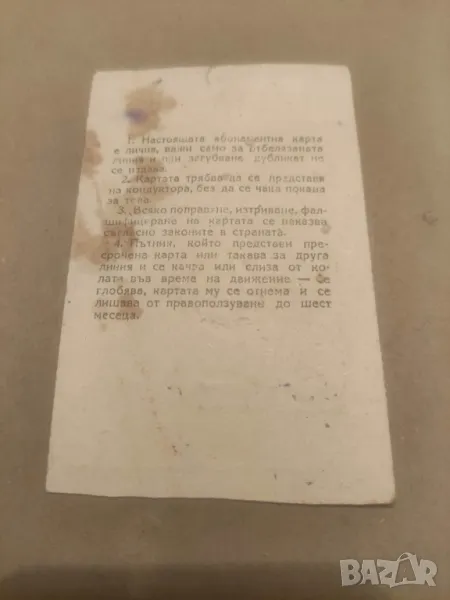 1. Настоящата абонаментна карта
е лична, важи само за отбелязаната
линия и при загубване дубликат не
се издава.
2. Картата трябва да се представя
на кондуктора, без да се чака покана
за това.
3. Всяко поправяне, изтриване, фал-
шифициране на картата се наказва
съгласно законите в страната.
4. Пътник, който представи пре-
срочена карта или такава за друга
линия и се качва или слиза от ко-
лата във време на движение — се
глобява, картата му се отнема и се
лишава от правоползуване до шест
месеца.
BAZAR